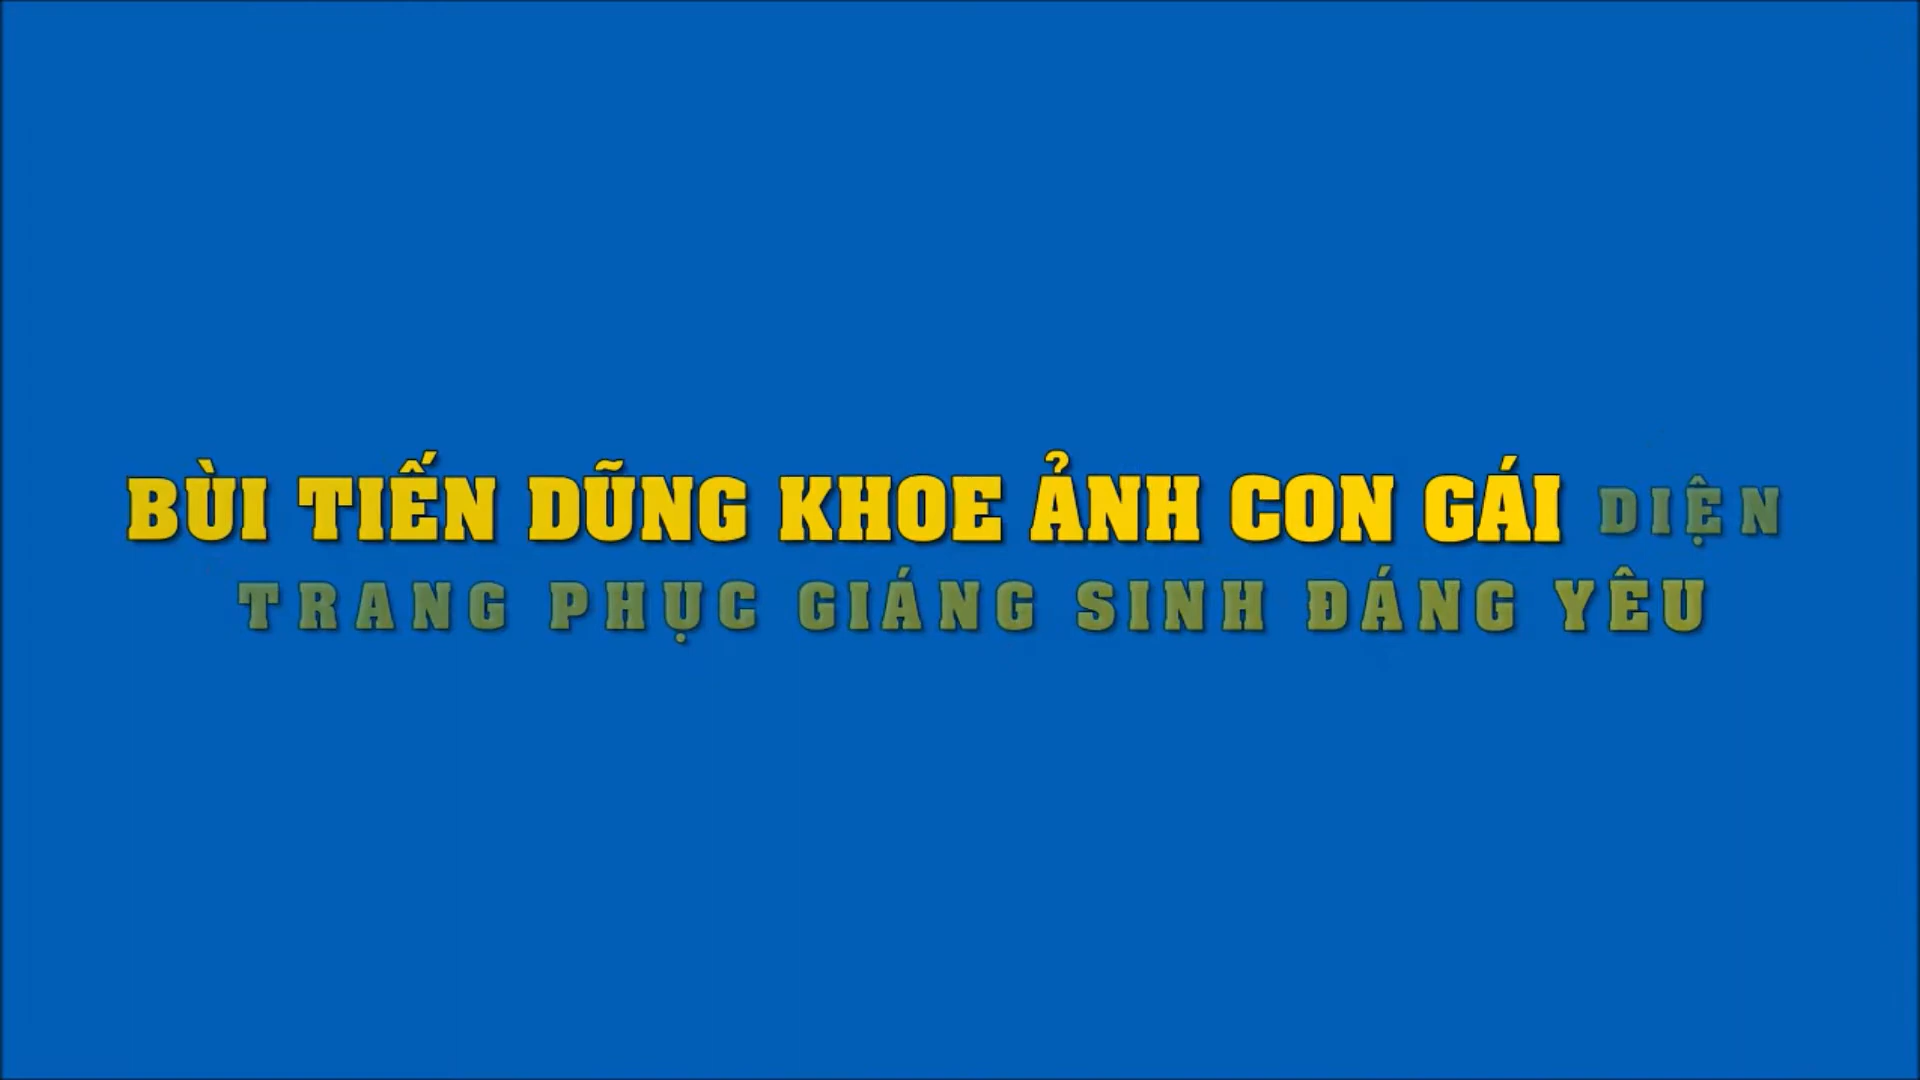 BÙI TIẾN DŨNG KHOE ẢNH CON GÁI DIỆN
TRANG PHỤC GIÁNG SINH ĐÁNG YÊU